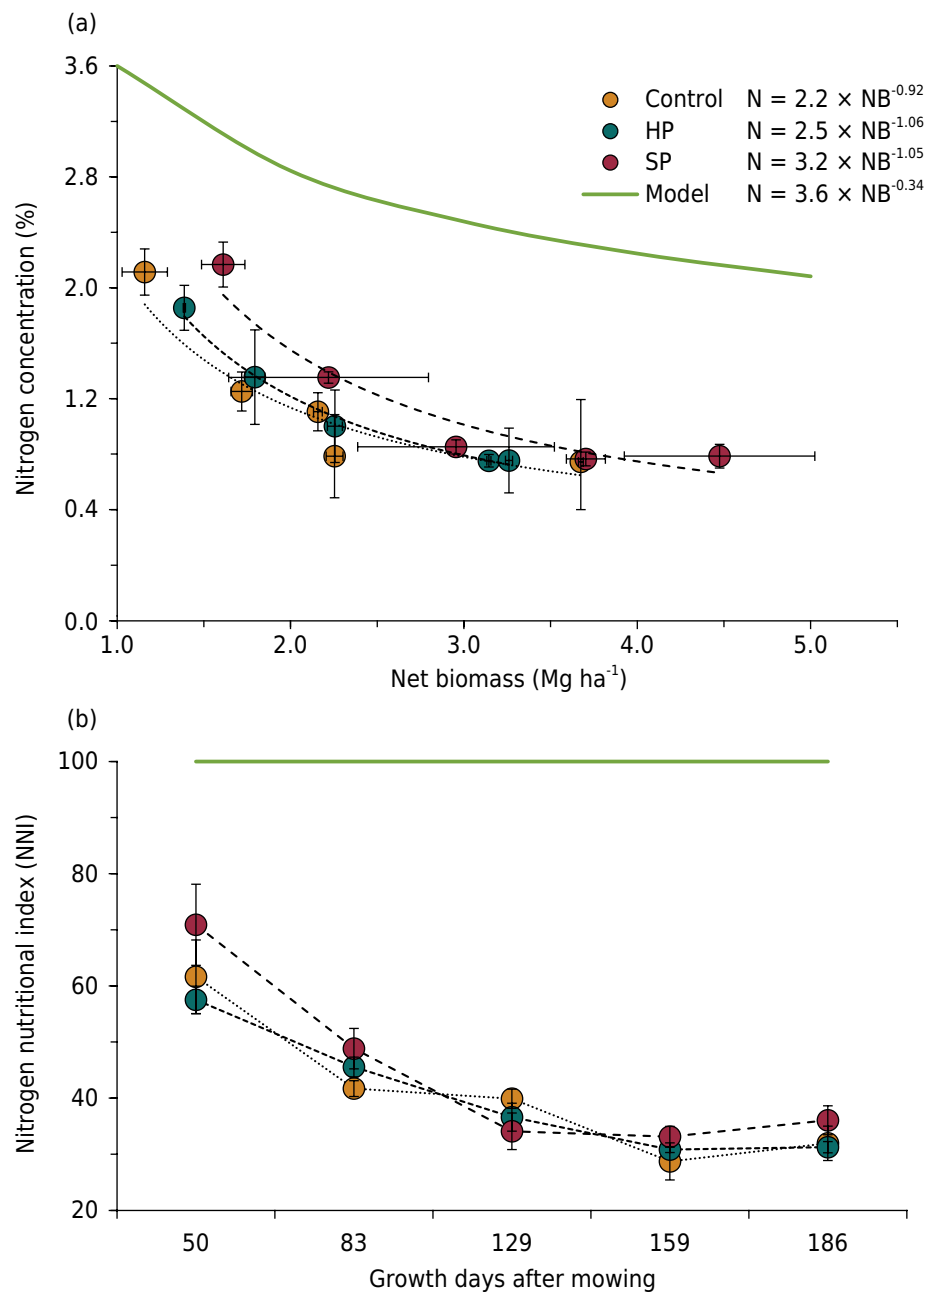 (a)
3.6
2.8
2.0
1.2
0.4
0.0
Nitrogen concentration (%)
Control N = 2.2 × NB^-0.92
HP N = 2.5 × NB^-1.06
SP N = 3.2 × NB^-1.05
Model N = 3.6 × NB^-0.34
1.0 2.0 3.0 4.0 5.0
Net biomass (Mg ha^-1)
(b)
100
80
60
40
20
Nitrogen nutritional index (NNI)
50 83 129 159 186
Growth days after mowing